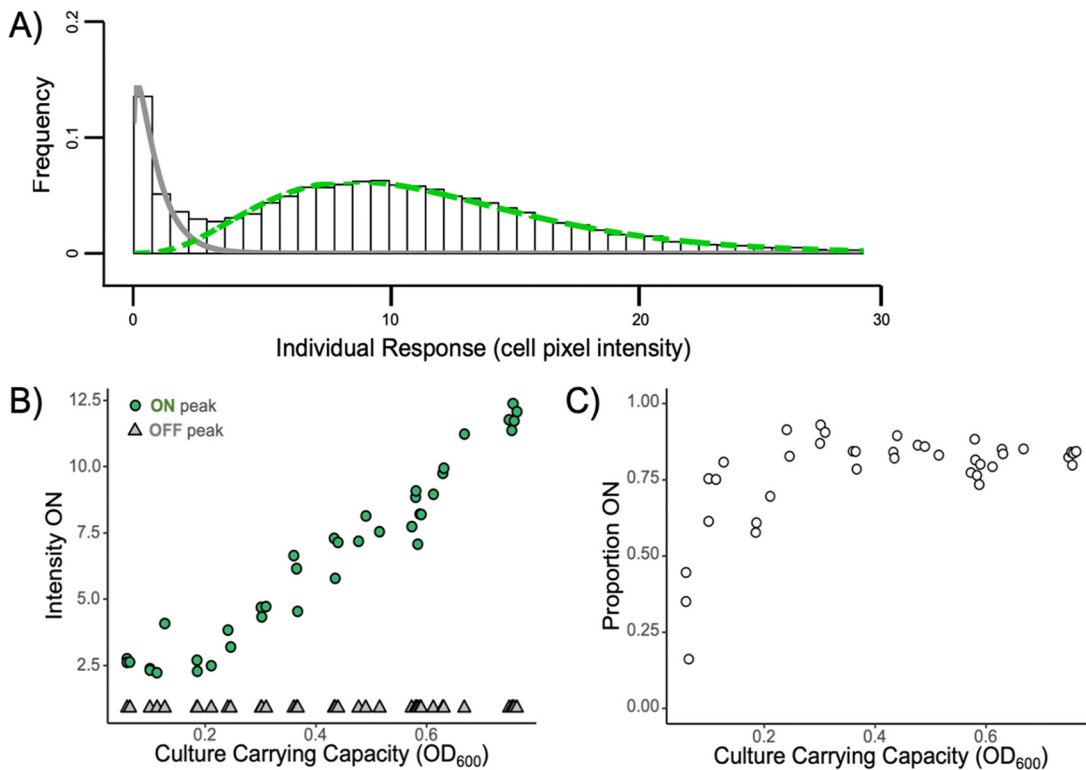 A)
0.2
0.1
0
Frequency
0
10
20
30
Individual Response (cell pixel intensity)
B)
ON peak
OFF peak
12.5
10.0
7.5
5.0
2.5
Intensity ON
0.2
0.4
0.6
Culture Carrying Capacity (OD600)
C)
1.00
0.75
0.50
0.25
0.00
Proportion ON
0.2
0.4
0.6
Culture Carrying Capacity (OD600)